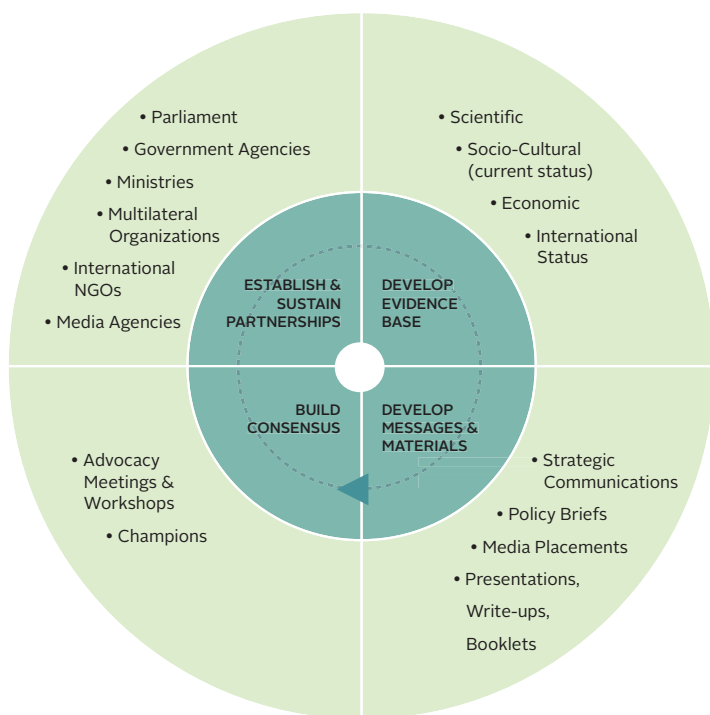 • Parliament
• Government Agencies
• Ministries
• Multilateral
Organizations
• International
NGOs
• Media Agencies
• Scientific
• Socio-Cultural
(current status)
• Economic
• International
Status
ESTABLISH &
SUSTAIN
PARTNERSHIPS
DEVELOP
EVIDENCE
BASE
BUILD
CONSENSUS
DEVELOP
MESSAGES &
MATERIALS
• Advocacy
Meetings &
Workshops
• Champions
• Strategic
Communications
• Policy Briefs
• Media Placements
• Presentations,
Write-ups,
Booklets